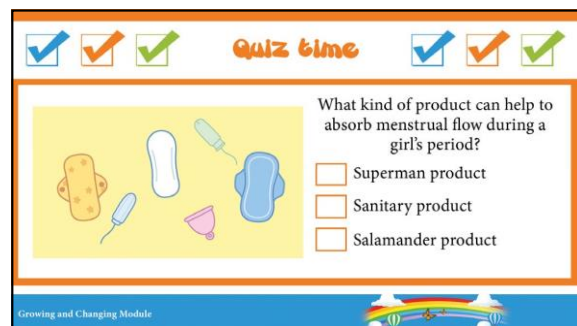 Quiz time
What kind of product can help to
absorb menstrual flow during a
girl's period?
Superman product
Sanitary product
Salamander product
Growing and Changing Module